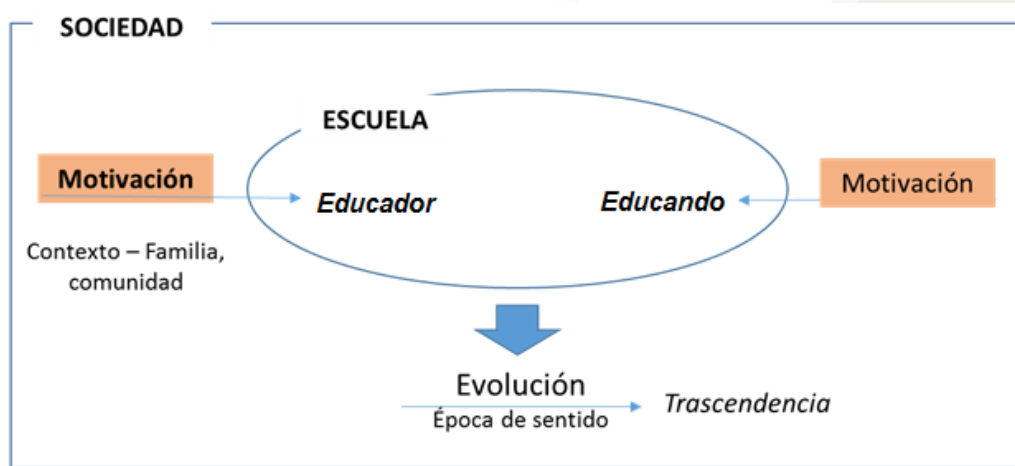 SOCIEDAD
ESCUELA
Motivación
Educador
Educando
Motivación
Contexto – Familia,
comunidad
Evolución
Época de sentido
Trascendencia